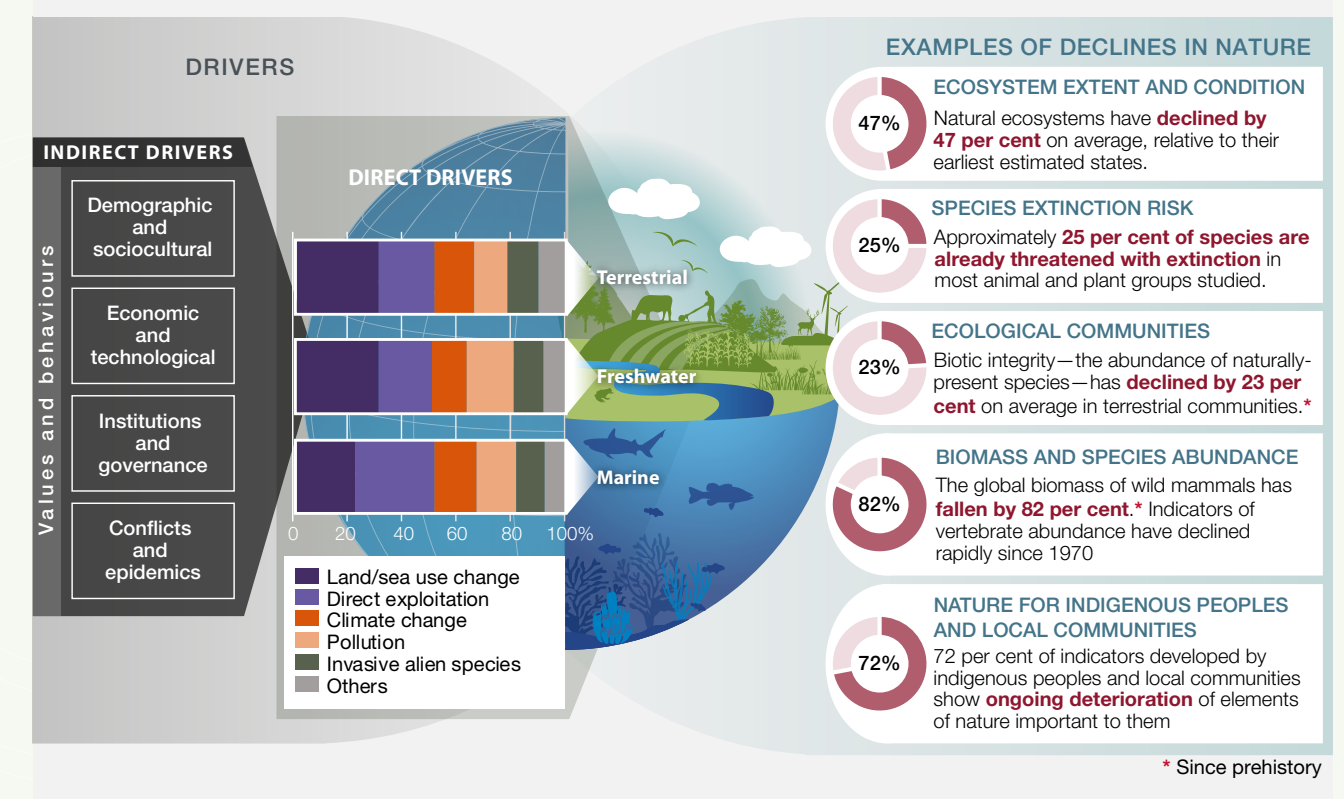 DRIVERS
INDIRECT DRIVERS
Values and behaviours
Demographic
and
sociocultural
Economic
and
technological
Institutions
and
governance
Conflicts
and
epidemics
DIRECT DRIVERS
Terrestrial
Freshwater
Marine
0 20 40 60 80 100%
Land/sea use change
Direct exploitation
Climate change
Pollution
Invasive alien species
Others
EXAMPLES OF DECLINES IN NATURE
47%
ECOSYSTEM EXTENT AND CONDITION
Natural ecosystems have declined by
47 per cent on average, relative to their
earliest estimated states.
25%
SPECIES EXTINCTION RISK
Approximately 25 per cent of species are
already threatened with extinction in
most animal and plant groups studied.
23%
ECOLOGICAL COMMUNITIES
Biotic integrity—the abundance of naturally-
present species—has declined by 23 per
cent on average in terrestrial communities.*
82%
BIOMASS AND SPECIES ABUNDANCE
The global biomass of wild mammals has
fallen by 82 per cent.* Indicators of
vertebrate abundance have declined
rapidly since 1970
72%
NATURE FOR INDIGENOUS PEOPLES
AND LOCAL COMMUNITIES
72 per cent of indicators developed by
indigenous peoples and local communities
show ongoing deterioration of elements
of nature important to them
* Since prehistory